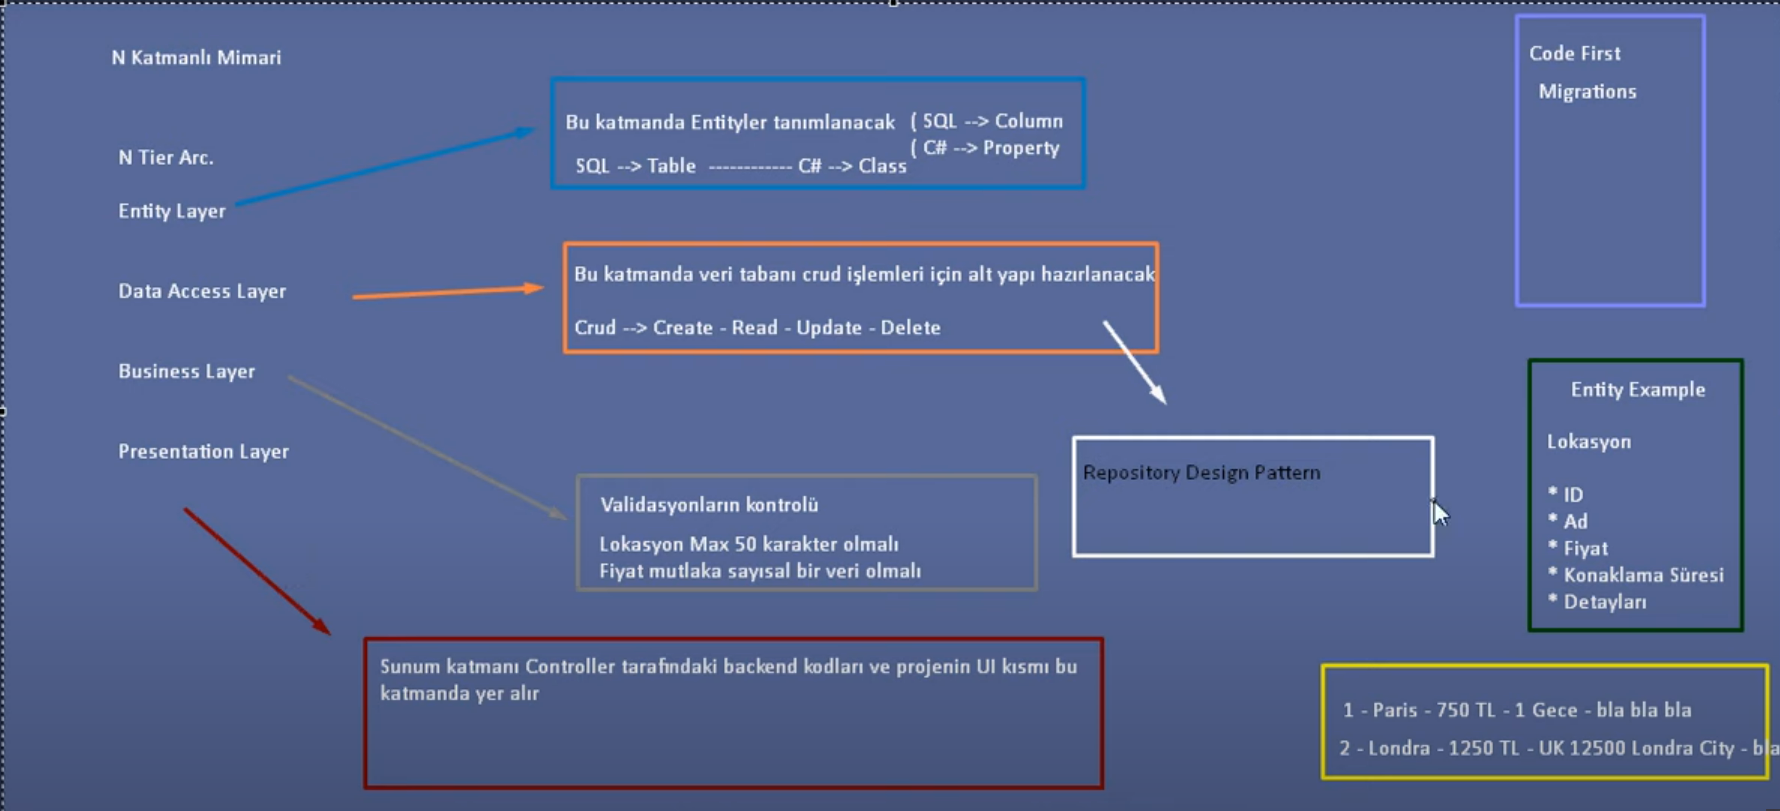 N Katmanlı Mimari
N Tier Arc.
Entity Layer
Data Access Layer
Business Layer
Presentation Layer
Bu katmanda Entityler tanımlanacak ( SQL --> Column
( C# --> Property
SQL --> Table ------------ C# --> Class
Bu katmanda veri tabanı crud işlemleri için alt yapı hazırlanacak
Crud --> Create - Read - Update - Delete
Repository Design Pattern
Validasyonların kontrolü
Lokasyon Max 50 karakter olmalı
Fiyat mutlaka sayısal bir veri olmalı
Sunum katmanı Controller tarafındaki backend kodları ve projenin UI kısmı bu
katmanda yer alır
Code First
Migrations
Entity Example
Lokasyon
* ID
* Ad
* Fiyat
* Konaklama Süresi
* Detayları
1 - Paris - 750 TL - 1 Gece - bla bla bla
2 - Londra - 1250 TL - UK 12500 Londra City - bla